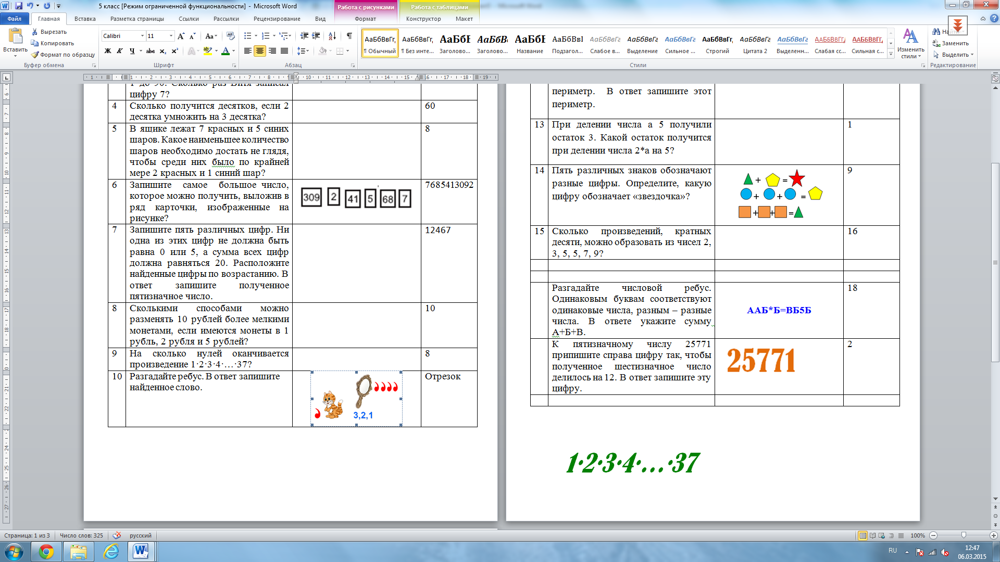 5 класс [Режим ограниченной функциональности] - Microsoft Word
Работа с рисунками
Работа с таблицами
Файл
Главная
Вставка
Разметка страницы
Ссылки
Рассылки
Рецензирование
Вид
Формат
Конструктор
Макет
Вставить
Вырезать
Копировать
Формат по образцу
Буфер обмена
Calibri
11
Шрифт
Абзац
АаБбВвГг,
¶ Обычный
АаБбВвГг,
¶ Без инте...
АаБбЕ
Заголово...
АаБбВс
Заголово...
АаБбЕ
Название
АаБбВвІ
Подзагол...
АаБбВвГг
Слабое в...
АаБбВвГг
Выделение
АаБбВвГг
Сильное ...
АаБбВвГг,
Строгий
АаБбВвГг
Цитата 2
АаБбВвГг
Выделенн...
ААББВВГГ,
Слабая сс...
ААББВВГГ,
Сильная с...
Стили
Изменить
стили
Заменить
Выделить
Редактирование
1 до 90. Сколько раз Витя записал
цифру 7?
4
Сколько получится десятков, если 2
десятка умножить на 3 десятка?
60
5
В ящике лежат 7 красных и 5 синих
шаров. Какое наименьшее количество
шаров необходимо достать не глядя,
чтобы среди них было по крайней
мере 2 красных и 1 синий шар?
8
6
Запишите самое большое число,
которое можно получить, выложив в
ряд карточки, изображенные на
рисунке?
309 2 41 5 68 7
7685413092
7
Запишите пять различных цифр. Ни
одна из этих цифр не должна быть
равна 0 или 5, а сумма всех цифр
должна равняться 20. Расположите
найденные цифры по возрастанию. В
ответ запишите полученное
пятизначное число.
12467
8
Сколькими способами можно
разменять 10 рублей более мелкими
монетами, если имеются монеты в 1
рубль, 2 рубля и 5 рублей?
10
9
На сколько нулей оканчивается
произведение 1·2·3·4·…·37?
8
10
Разгадайте ребус. В ответ запишите
найденное слово.
,
,,,,
3,2,1
Отрезок
периметр. В ответ запишите этот
периметр.
13
При делении числа а 5 получили
остаток 3. Какой остаток получится
при делении числа 2*а на 5?
1
14
Пять различных знаков обозначают
разные цифры. Определите, какую
цифру обозначает «звездочка»?
+ =
+ + =
+ + =
9
15
Сколько произведений, кратных
десяти, можно образовать из чисел 2,
3, 5, 5, 7, 9?
16
Разгадайте числовой ребус.
Одинаковым буквам соответствуют
одинаковые числа, разным – разные
числа. В ответе укажите сумму
А+Б+В.
ААБ*Б=ВБ5Б
18
К пятизначному числу 25771
припишите справа цифру так, чтобы
полученное шестизначное число
делилось на 12. В ответ запишите эту
цифру.
25771
2
1·2·3·4·…·37
Страница: 1 из 3
Число слов: 325
русский
100%
RU
12:47
06.03.2015